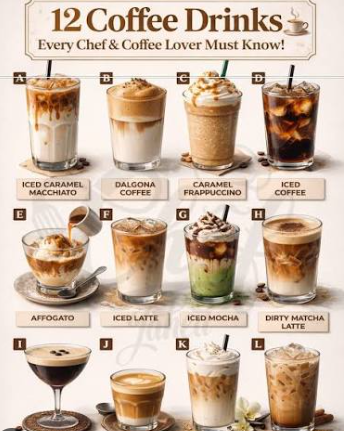 12 Coffee Drinks
Every Chef & Coffee Lover Must Know!
A B C D
ICED CARAMEL
MACCHIATO
DALGONA
COFFEE
CARAMEL
FRAPPUCCINO
ICED
COFFEE
E F G H
AFFOGATO
ICED LATTE
ICED MOCHA
DIRTY MATCHA
LATTE
I J K L